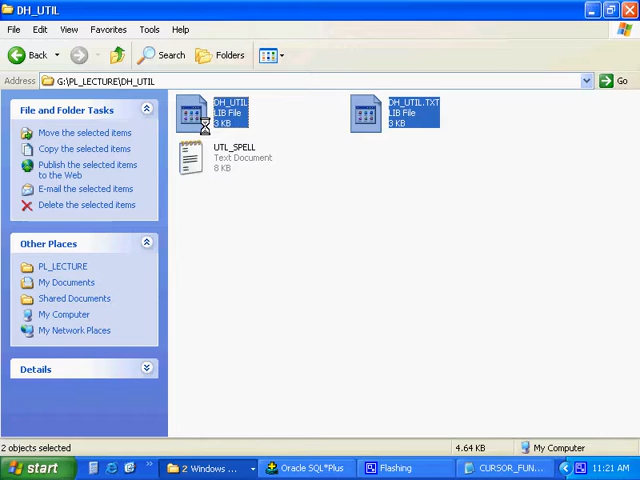 DH_UTIL
File Edit View Favorites Tools Help
Back Search Folders
Address G:\PL_LECTURE\DH_UTIL Go
File and Folder Tasks
Move the selected items
Copy the selected items
Publish the selected items
to the Web
E-mail the selected items
Delete the selected items
Other Places
PL_LECTURE
My Documents
Shared Documents
My Computer
My Network Places
Details
DH_UTIL
LIB File
3 KB
DH_UTIL.TXT
LIB File
3 KB
UTL_SPELL
Text Document
8 KB
2 objects selected 4.64 KB My Computer
start 2 Windows ... Oracle SQL*Plus Flashing CURSOR_FUN... 11:21 AM